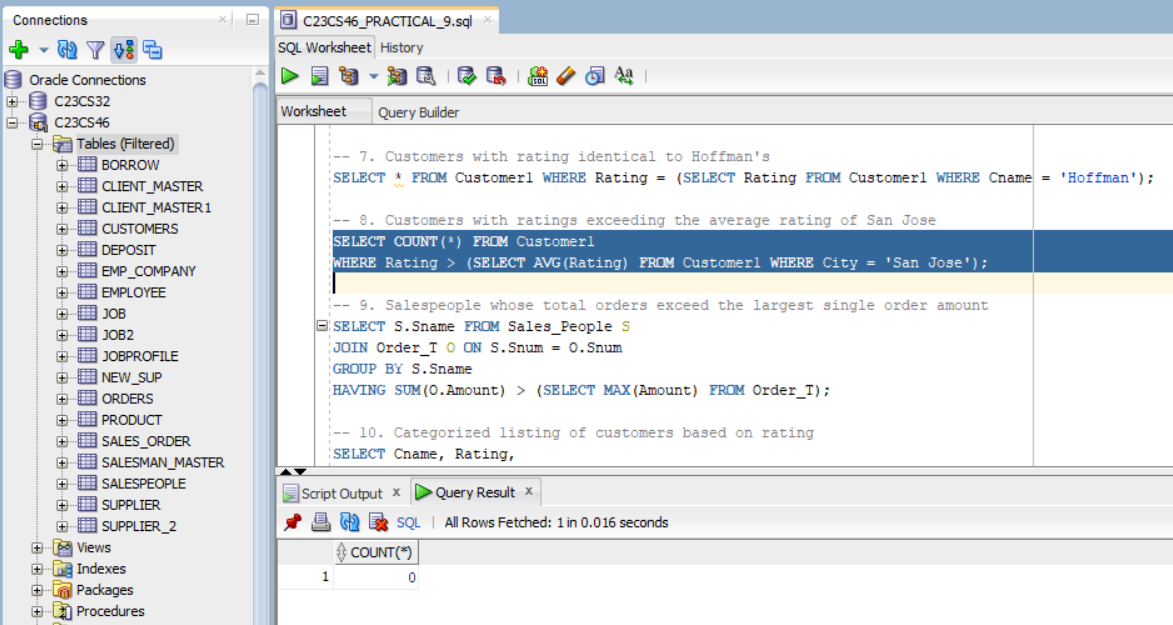 Connections
Oracle Connections
C23CS32
C23CS46
Tables (Filtered)
BORROW
CLIENT_MASTER
CLIENT_MASTER1
CUSTOMERS
DEPOSIT
EMP_COMPANY
EMPLOYEE
JOB
JOB2
JOBPROFILE
NEW_SUP
ORDERS
PRODUCT
SALES_ORDER
SALESMAN_MASTER
SALESPEOPLE
SUPPLIER
SUPPLIER_2
Views
Indexes
Packages
Procedures
C23CS46_PRACTICAL_9.sql
SQL Worksheet History
Worksheet Query Builder
-- 7. Customers with rating identical to Hoffman's
SELECT * FROM Customer1 WHERE Rating = (SELECT Rating FROM Customer1 WHERE Cname = 'Hoffman');
-- 8. Customers with ratings exceeding the average rating of San Jose
SELECT COUNT(*) FROM Customer1
WHERE Rating > (SELECT AVG(Rating) FROM Customer1 WHERE City = 'San Jose');
-- 9. Salespeople whose total orders exceed the largest single order amount
SELECT S.Sname FROM Sales_People S
JOIN Order_T O ON S.Snum = O.Snum
GROUP BY S.Sname
HAVING SUM(O.Amount) > (SELECT MAX(Amount) FROM Order_T);
-- 10. Categorized listing of customers based on rating
SELECT Cname, Rating,
Script Output x Query Result x
SQL | All Rows Fetched: 1 in 0.016 seconds
COUNT(*)
1 0